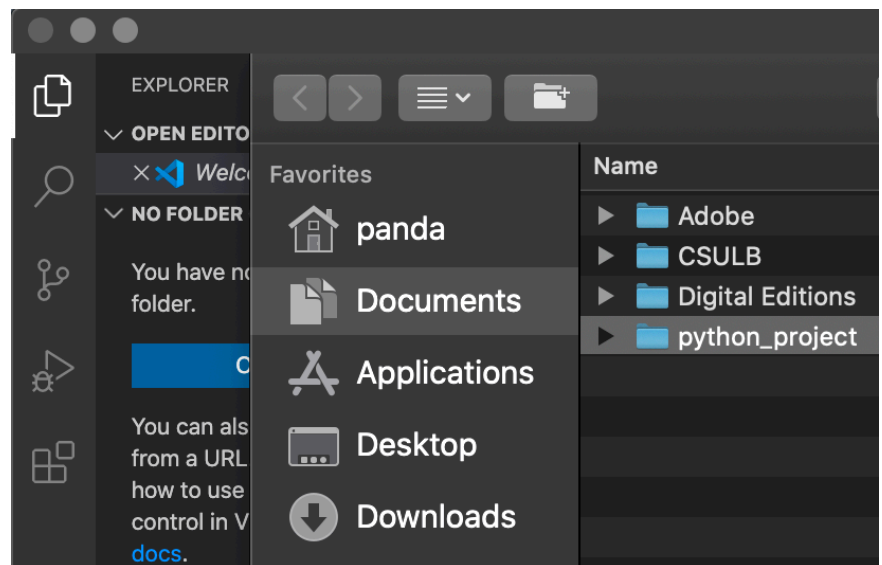 EXPLORER
OPEN EDITO
Welc
NO FOLDER
You have no
folder.
O
You can als
from a URL
how to use
control in V
docs.
Favorites
panda
Documents
Applications
Desktop
Downloads
Name
Adobe
CSULB
Digital Editions
python_project